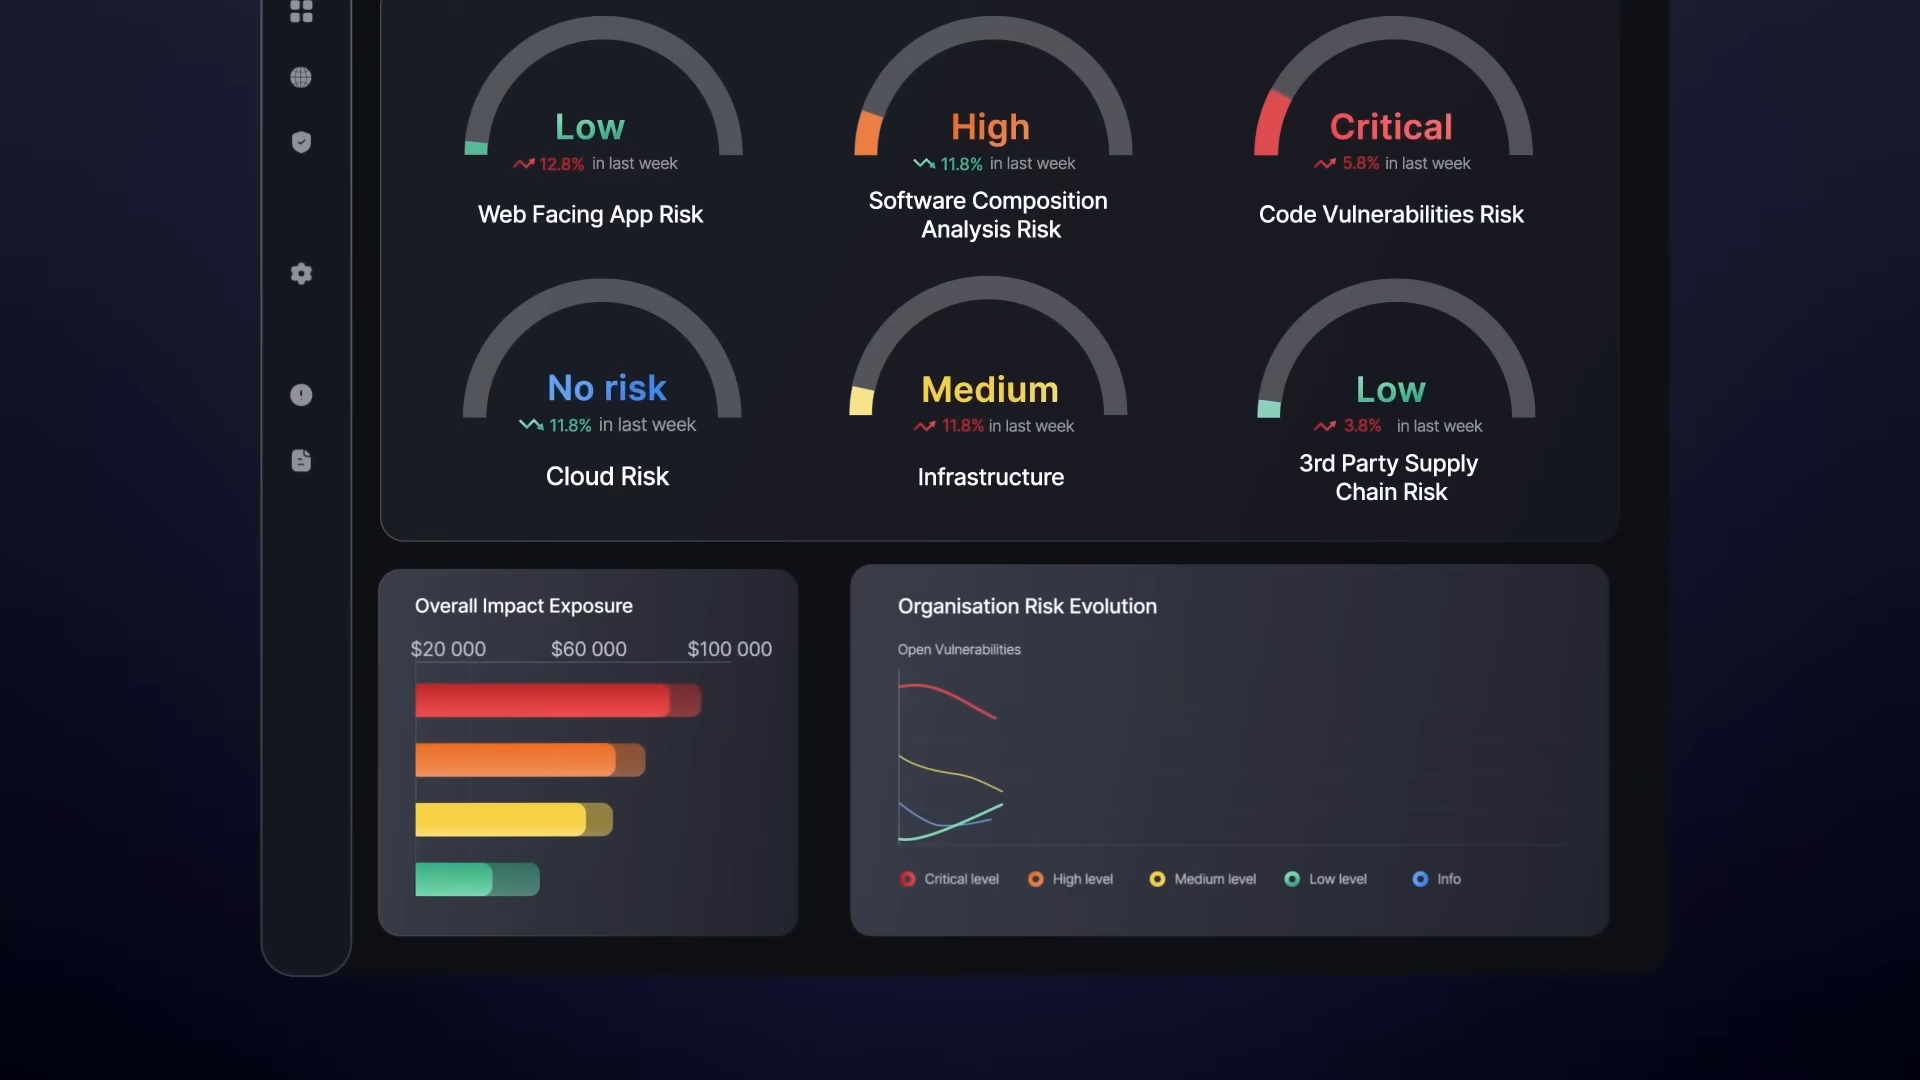 Low
12.8% in last week
Web Facing App Risk
High
11.8% in last week
Software Composition
Analysis Risk
Critical
5.8% in last week
Code Vulnerabilities Risk
No risk
11.8% in last week
Cloud Risk
Medium
11.8% in last week
Infrastructure
Low
3.8% in last week
3rd Party Supply
Chain Risk
Overall Impact Exposure
$20 000 $60 000 $100 000
Organisation Risk Evolution
Open Vulnerabilities
Critical level High level Medium level Low level Info